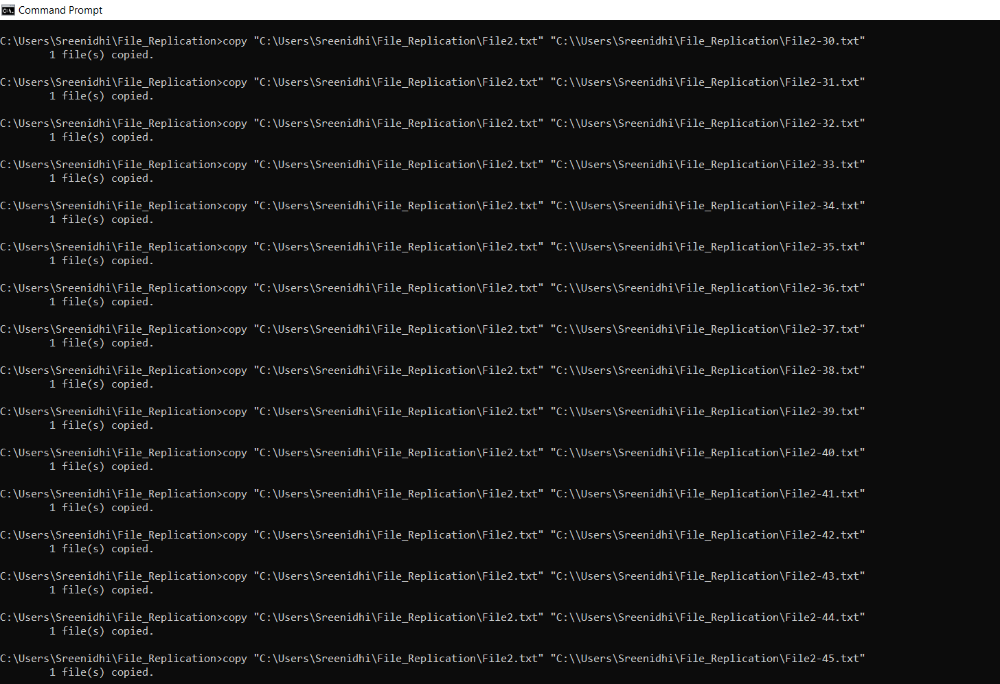 Command Prompt
C:\Users\Sreenidhi\File_Replication>copy "C:\Users\Sreenidhi\File_Replication\File2.txt" "C:\\Users\Sreenidhi\File_Replication\File2-30.txt"
        1 file(s) copied.
C:\Users\Sreenidhi\File_Replication>copy "C:\Users\Sreenidhi\File_Replication\File2.txt" "C:\\Users\Sreenidhi\File_Replication\File2-31.txt"
        1 file(s) copied.
C:\Users\Sreenidhi\File_Replication>copy "C:\Users\Sreenidhi\File_Replication\File2.txt" "C:\\Users\Sreenidhi\File_Replication\File2-32.txt"
        1 file(s) copied.
C:\Users\Sreenidhi\File_Replication>copy "C:\Users\Sreenidhi\File_Replication\File2.txt" "C:\\Users\Sreenidhi\File_Replication\File2-33.txt"
        1 file(s) copied.
C:\Users\Sreenidhi\File_Replication>copy "C:\Users\Sreenidhi\File_Replication\File2.txt" "C:\\Users\Sreenidhi\File_Replication\File2-34.txt"
        1 file(s) copied.
C:\Users\Sreenidhi\File_Replication>copy "C:\Users\Sreenidhi\File_Replication\File2.txt" "C:\\Users\Sreenidhi\File_Replication\File2-35.txt"
        1 file(s) copied.
C:\Users\Sreenidhi\File_Replication>copy "C:\Users\Sreenidhi\File_Replication\File2.txt" "C:\\Users\Sreenidhi\File_Replication\File2-36.txt"
        1 file(s) copied.
C:\Users\Sreenidhi\File_Replication>copy "C:\Users\Sreenidhi\File_Replication\File2.txt" "C:\\Users\Sreenidhi\File_Replication\File2-37.txt"
        1 file(s) copied.
C:\Users\Sreenidhi\File_Replication>copy "C:\Users\Sreenidhi\File_Replication\File2.txt" "C:\\Users\Sreenidhi\File_Replication\File2-38.txt"
        1 file(s) copied.
C:\Users\Sreenidhi\File_Replication>copy "C:\Users\Sreenidhi\File_Replication\File2.txt" "C:\\Users\Sreenidhi\File_Replication\File2-39.txt"
        1 file(s) copied.
C:\Users\Sreenidhi\File_Replication>copy "C:\Users\Sreenidhi\File_Replication\File2.txt" "C:\\Users\Sreenidhi\File_Replication\File2-40.txt"
        1 file(s) copied.
C:\Users\Sreenidhi\File_Replication>copy "C:\Users\Sreenidhi\File_Replication\File2.txt" "C:\\Users\Sreenidhi\File_Replication\File2-41.txt"
        1 file(s) copied.
C:\Users\Sreenidhi\File_Replication>copy "C:\Users\Sreenidhi\File_Replication\File2.txt" "C:\\Users\Sreenidhi\File_Replication\File2-42.txt"
        1 file(s) copied.
C:\Users\Sreenidhi\File_Replication>copy "C:\Users\Sreenidhi\File_Replication\File2.txt" "C:\\Users\Sreenidhi\File_Replication\File2-43.txt"
        1 file(s) copied.
C:\Users\Sreenidhi\File_Replication>copy "C:\Users\Sreenidhi\File_Replication\File2.txt" "C:\\Users\Sreenidhi\File_Replication\File2-44.txt"
        1 file(s) copied.
C:\Users\Sreenidhi\File_Replication>copy "C:\Users\Sreenidhi\File_Replication\File2.txt" "C:\\Users\Sreenidhi\File_Replication\File2-45.txt"
        1 file(s) copied.